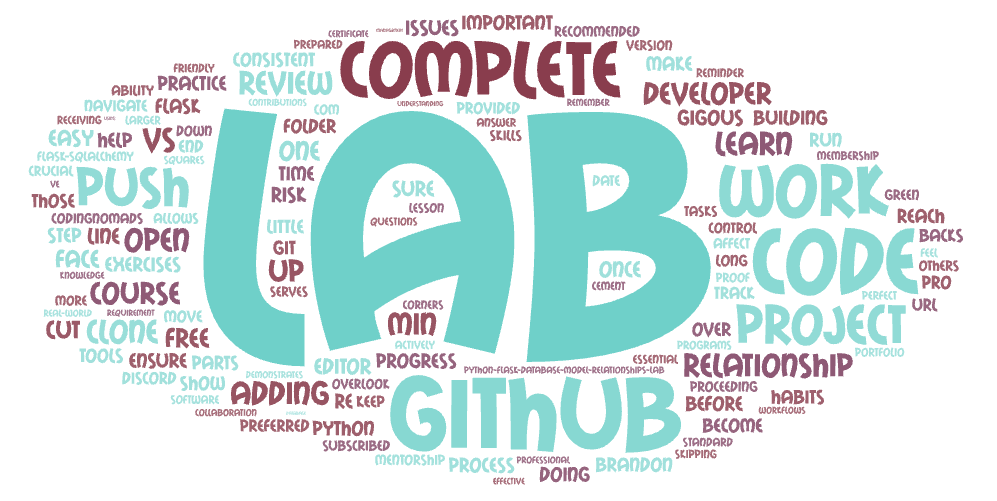 CERTIFICATE
ISSUES
IMPORTANT
RECOMMENDED
PREPARED
VERSION
CONSISTENT
COMPLETE
MAKE
FRIENDLY
PRACTICE
REVIEW
REMINDER
ABILITY
DEVELOPER
CONTRIBUTIONS
UNDERSTANDING
REMEMBER
NAVIGATE
FLASK
COM
PROVIDED
GIGOUS
BUILDING
RECEIVING
LARGER
FOLDER
ANSWER
SKILLS
EASY
HELP
VS
DOWN
END
LEARN
RUN
FLASK-SQLALCHEMY
SQUARES
ONE
MEMBERSHIP
CRUCIAL
VE
PUSH
TIME
RISK
LAB
SURE
DATE
WORK
GREEN
THOSE
LESSON
TASKS
REACH
CODINGNOMADS
ALLOWS
LITTLE
QUESTIONS
CONTROL
STEP
LINE
OPEN
GIT
AFFECT
CODE
BACKS
FACE
EXERCISES
UP
ONCE
LONG
FEEL
OTHERS
KNOWLEDGE
PROOF
PRO
COURSE
SERVES
CEMENT
TRACK
PERFECT
MORE
CORNERS
URL
REAL-WORLD
REQUIREMENT
MOVE
MIN
OVER
PROJECT
CUT
CLONE
FREE
ACTIVELY
PROGRAMS
PORTFOLIO
TOOLS
ENSURE
PARTS
EDITOR
PROGRESS
ESSENTIAL
RELATIONSHIP
DISCORD
SHOW
DEMONSTRATES
PYTHON-FLASK-DATABASE-MODEL-RELATIONSHIPS-LAB
SOFTWARE
ADDING
OVERLOOK
GITHUB
PROCEEDING
RE
KEEP
BEFORE
HABITS
COLLABORATION
WORKFLOWS
PREFERRED
PYTHON
BECOME
SUBSCRIBED
STANDARD
SKIPPING
MENTORSHIP
PROCESS
PROFESSIONAL
DOING
BRANDON
EFFECTIVE